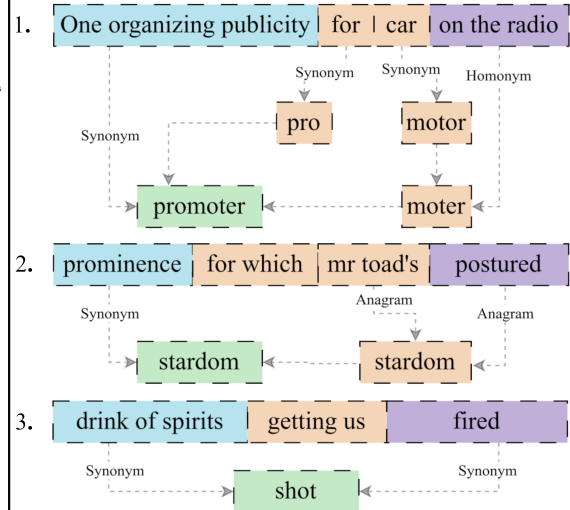 1. One organizing publicity for car on the radio
Synonym Synonym Homonym
pro motor
Synonym
promoter moter
2. prominence for which mr toad's postured
Synonym Anagram Anagram
stardom stardom
3. drink of spirits getting us fired
Synonym Synonym
shot